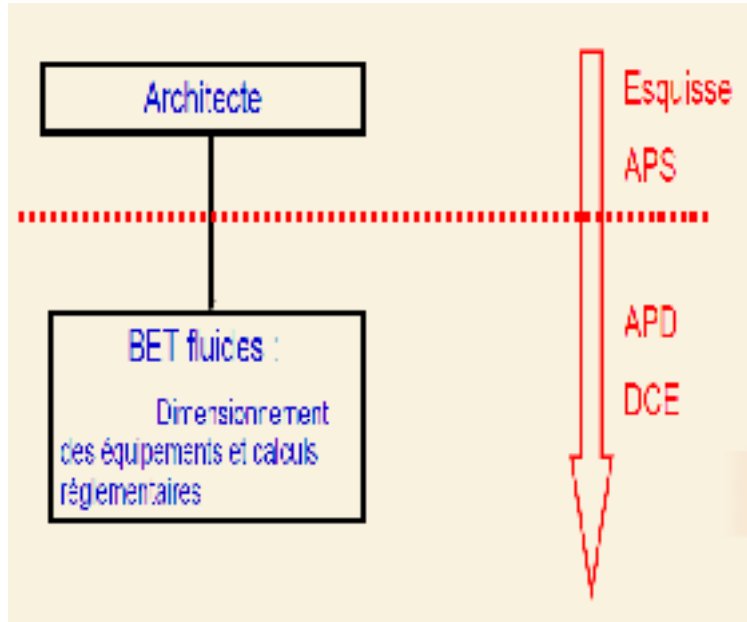 Architecte
Esquisse
APS
BET fluides :
Dimensionnement
des équipements et calculs
réglementaires
APD
DCE